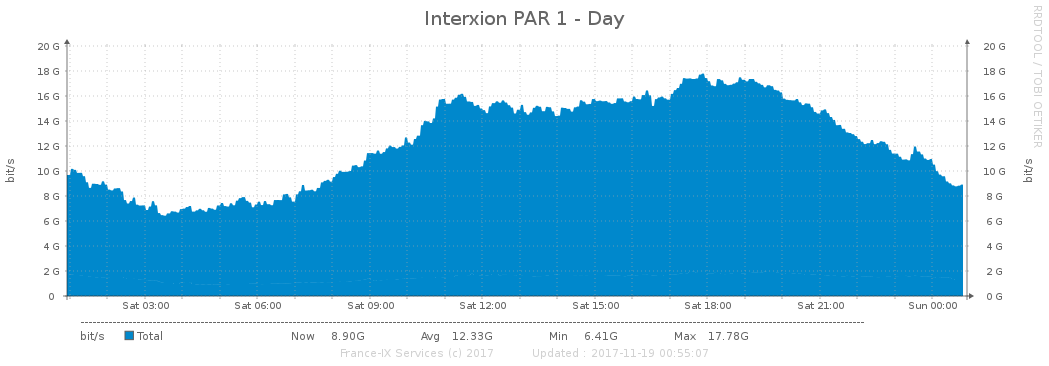 Interxion PAR 1 - Day
RRDTOOL / TOBI OETIKER
20 G 20 G
18 G 18 G
16 G 16 G
14 G 14 G
12 G 12 G
10 G 10 G
8 G 8 G
6 G 6 G
4 G 4 G
2 G 2 G
0 0 G
bit/s bit/s
Sat 03:00 Sat 06:00 Sat 09:00 Sat 12:00 Sat 15:00 Sat 18:00 Sat 21:00 Sun 00:00
bit/s Total Now 8.90G Avg 12.33G Min 6.41G Max 17.78G
France-IX Services (c) 2017 Updated : 2017-11-19 00:55:07